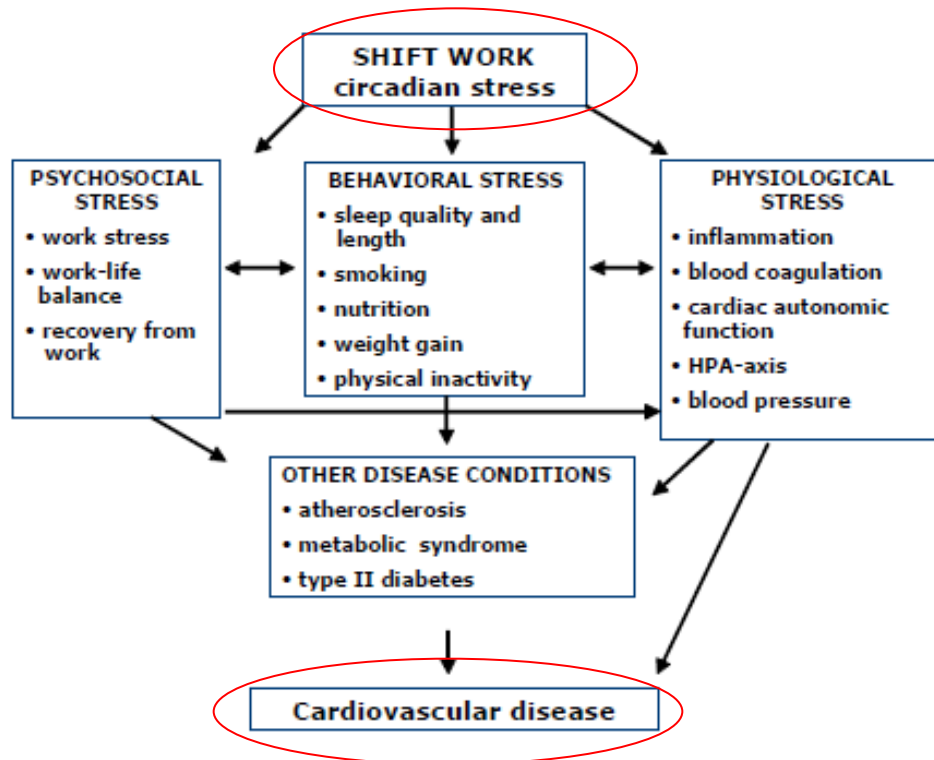 SHIFT WORK
circadian stress
PSYCHOSOCIAL
STRESS
• work stress
• work-life
balance
• recovery from
work
BEHAVIORAL STRESS
• sleep quality and
length
• smoking
• nutrition
• weight gain
• physical inactivity
PHYSIOLOGICAL
STRESS
• inflammation
• blood coagulation
• cardiac autonomic
function
• HPA-axis
• blood pressure
OTHER DISEASE CONDITIONS
• atherosclerosis
• metabolic syndrome
• type II diabetes
Cardiovascular disease